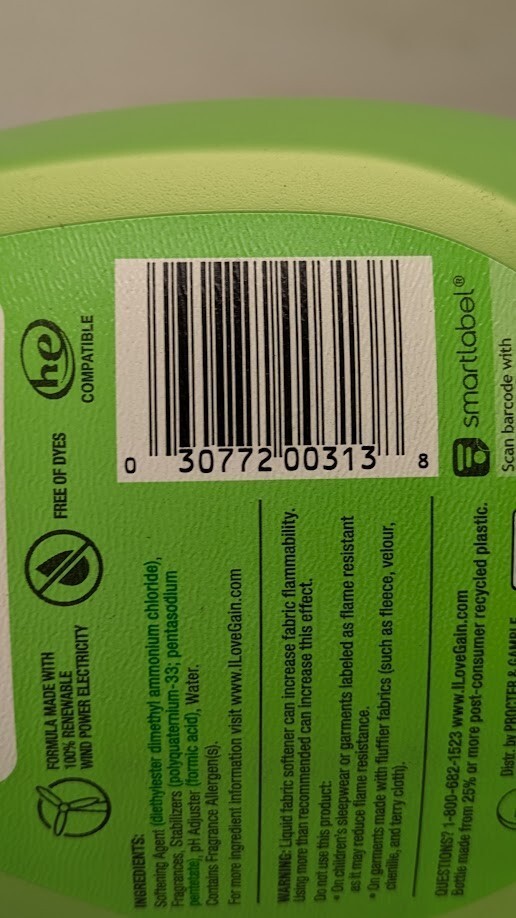 FORMULA MADE WITH
100% RENEWABLE
WIND POWER ELECTRICITY
FREE OF DYES
he
COMPATIBLE
INGREDIENTS:
Softening Agent (diethylester dimethyl ammonium chloride),
Fragrances, Stabilizers (polyquaternium-33; pentasodium
pentetate), pH Adjuster (formic acid), Water.
Contains Fragrance Allergen(s).
For more ingredient information visit www.ILoveGain.com
0 30772 00313 8
WARNING: Liquid fabric softener can increase fabric flammability.
Using more than recommended can increase this effect.
Do not use this product:
• On children's sleepwear or garments labeled as flame resistant
as it may reduce flame resistance.
• On garments made with fluffier fabrics (such as fleece, velour,
chenille, and terry cloth).
QUESTIONS? 1-800-682-1523 www.ILoveGain.com
Bottle made from 25% or more post-consumer recycled plastic.
smartlabel®
Scan barcode with
Distr. by PROCTER & GAMBLE